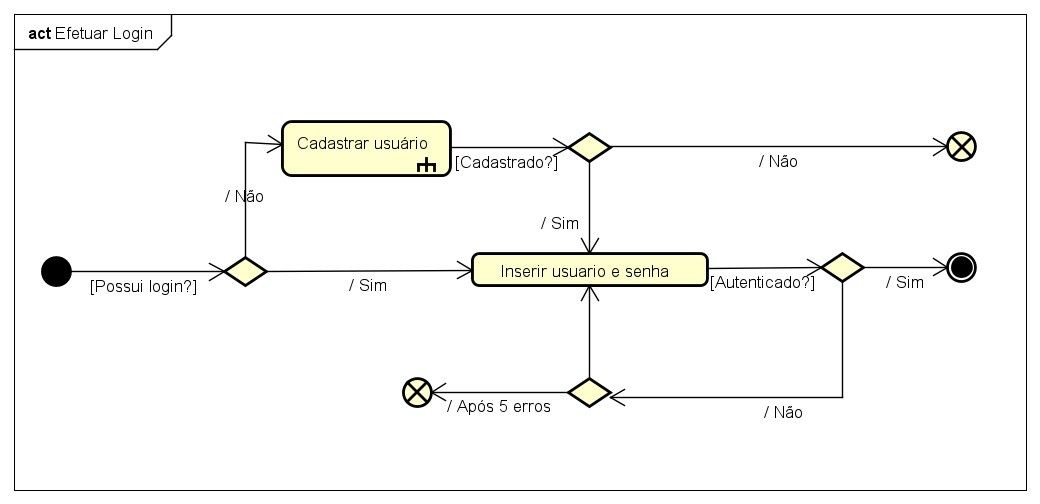 act Efetuar Login
Cadastrar usuário
[Cadastrado?]
/ Não
/ Não
/ Sim
[Possui login?]
/ Sim
Inserir usuario e senha
[Autenticado?]
/ Sim
/ Após 5 erros
/ Não